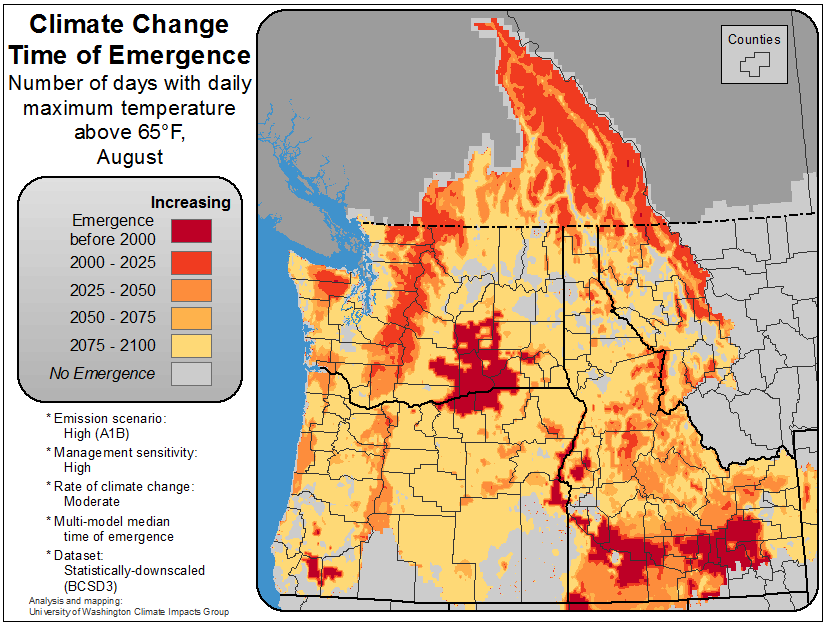 Climate Change
Time of Emergence
Number of days with daily
maximum temperature
above 65°F,
August
Increasing
Emergence
before 2000
2000 - 2025
2025 - 2050
2050 - 2075
2075 - 2100
No Emergence
* Emission scenario:
High (A1B)
* Management sensitivity:
High
* Rate of climate change:
Moderate
* Multi-model median
time of emergence
* Dataset:
Statistically-downscaled
(BCSD3)
Analysis and mapping:
University of Washington Climate Impacts Group
Counties